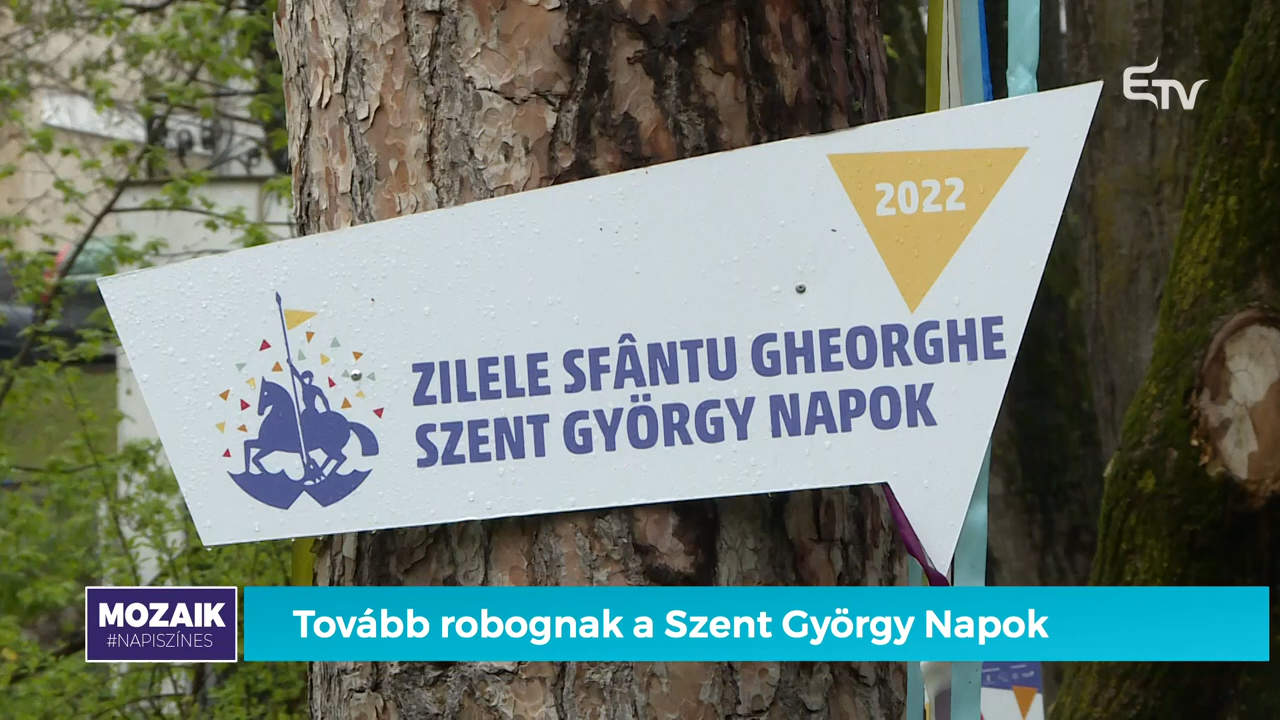 ETV
2022
ZILELE SFÂNTU GHEORGHE
SZENT GYÖRGY NAPOK
MOZAIK
#NAPISZÍNES
Tovább robognak a Szent György Napok